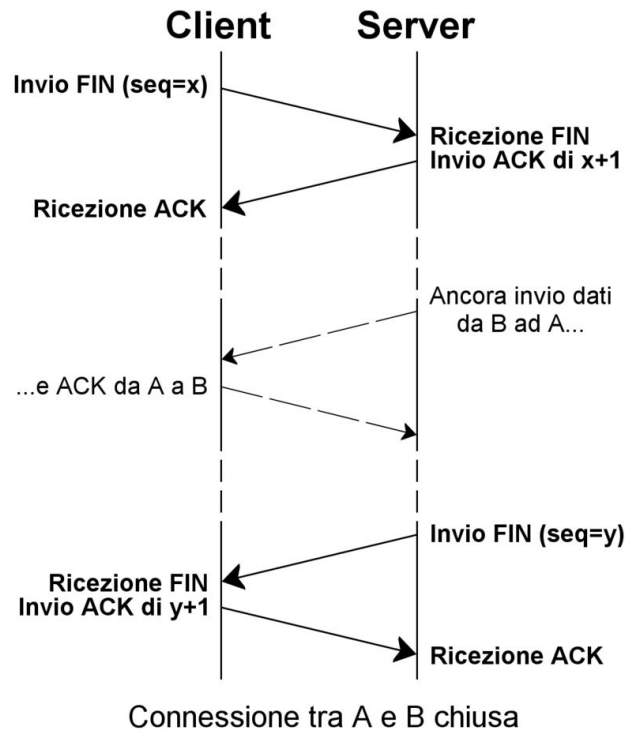 Client
Server
Invio FIN (seq=x)
Ricezione FIN
Invio ACK di x+1
Ricezione ACK
Ancora invio dati
da B ad A...
...e ACK da A a B
Invio FIN (seq=y)
Ricezione FIN
Invio ACK di y+1
Ricezione ACK
Connessione tra A e B chiusa